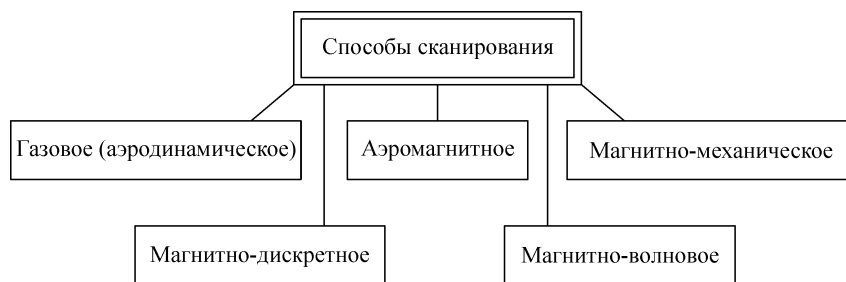 Способы сканирования
Газовое (аэродинамическое)
Аэромагнитное
Магнитно-механическое
Магнитно-дискретное
Магнитно-волновое